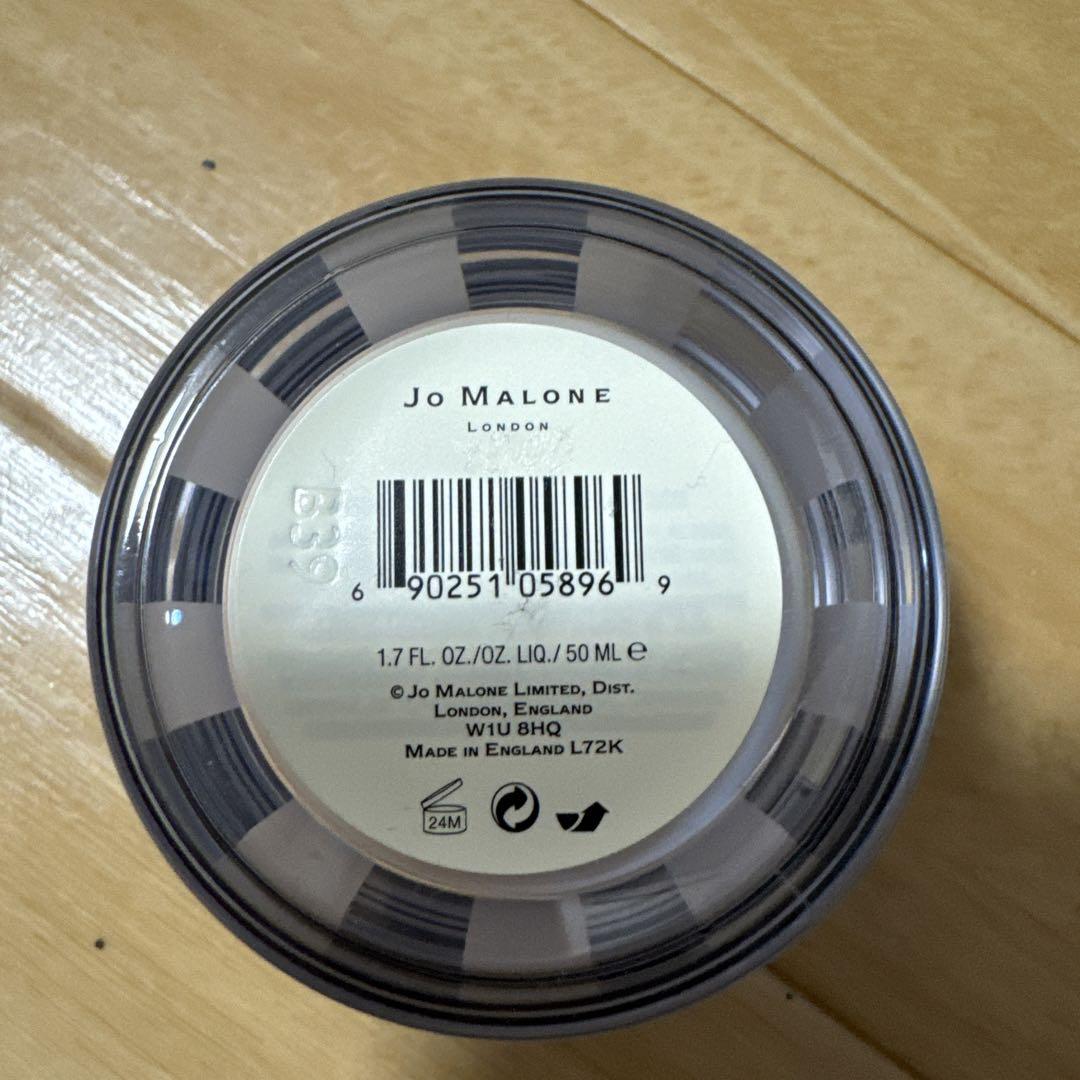 Jo Malone
London
B39
6 90251 05896 9
1.7 FL. OZ./OZ. LIQ./ 50 ML ℮
© Jo Malone Limited, Dist.
London, England
W1U 8HQ
Made in England L72K
24M